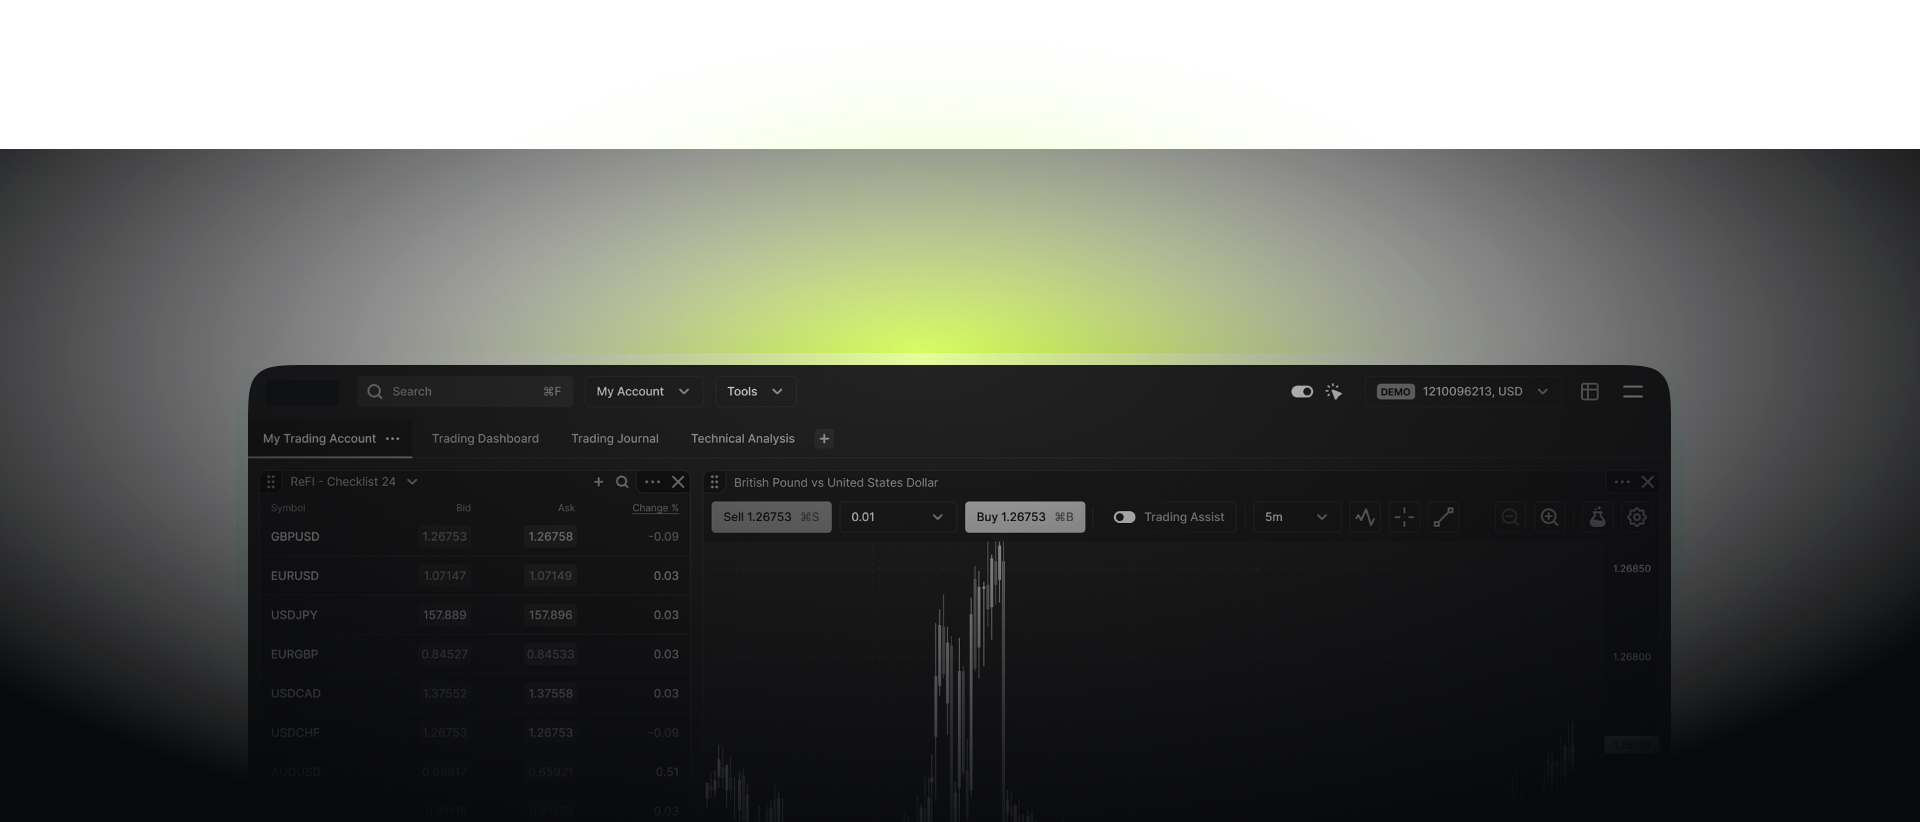 Search ⌘F My Account Tools DEMO 1210096213, USD
My Trading Account ••• Trading Dashboard Trading Journal Technical Analysis +
ReFI - Checklist 24
British Pound vs United States Dollar
Symbol Bid Ask Change %
Sell 1.26753 ⌘S 0.01 Buy 1.26753 ⌘B Trading Assist 5m
GBPUSD 1.26753 1.26758 -0.09
EURUSD 1.07147 1.07149 0.03
USDJPY 157.889 157.896 0.03
EURGBP 0.84527 0.84533 0.03
USDCAD 1.37552 1.37558 0.03
USDCHF 1.26753 1.26753 -0.09
AUDUSD 0.65917 0.65921 0.51
0.03
1.26850
1.26800